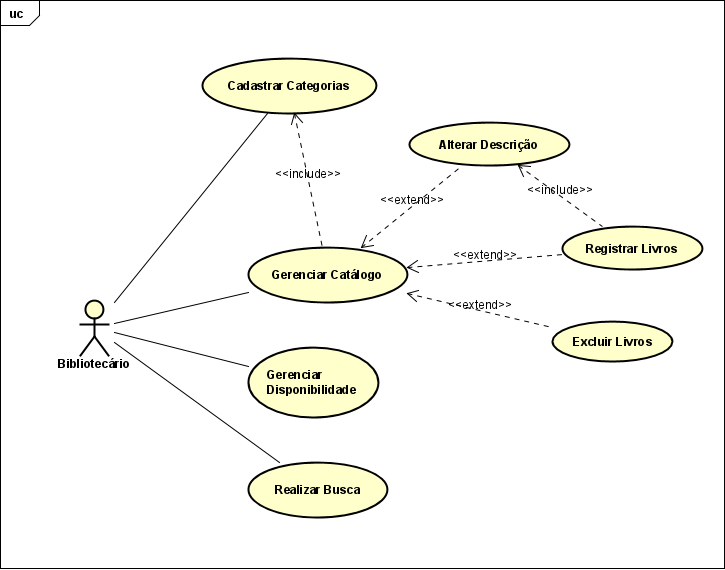 uc
Cadastrar Categorias
Alterar Descrição
<<include>>
<<extend>>
<<include>>
Registrar Livros
<<extend>>
Gerenciar Catálogo
<<extend>>
Excluir Livros
Bibliotecário
Gerenciar
Disponibilidade
Realizar Busca